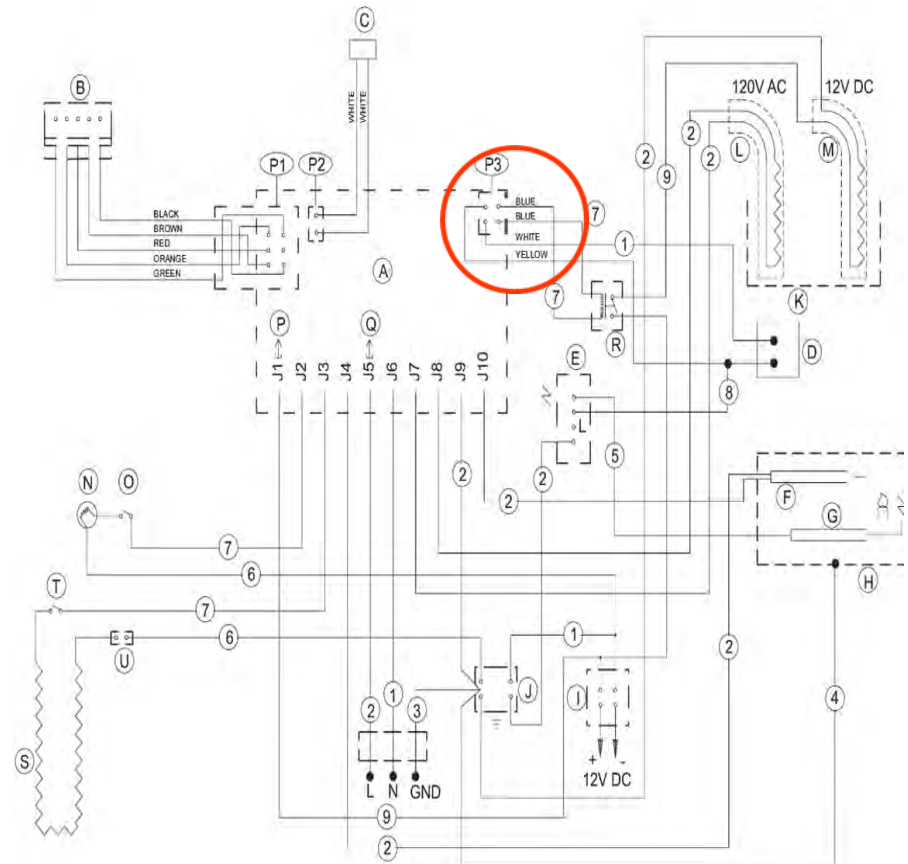 C
B
120V AC
12V DC
WHITE
WHITE
P1
P2
P3
L
M
2
2
2
9
BLUE
BLUE
7
WHITE
1
YELLOW
BLACK
BROWN
RED
ORANGE
GREEN
A
7
K
P
Q
R
D
E
J1
J2
J3
J4
J5
J6
J7
J8
J9
J10
8
L
N
O
2
2
5
2
F
G
7
H
6
T
7
U
6
1
2
J
I
4
2
1
3
S
+
-
12V DC
L
N
GND
9
2